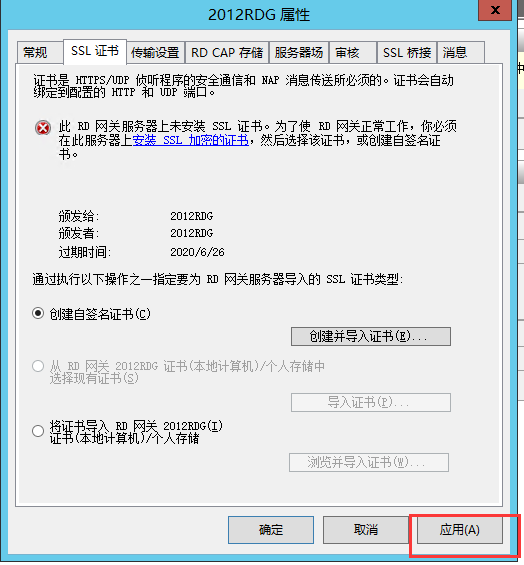 2012RDG 属性
x
常规 SSL 证书 传输设置 RD CAP 存储 服务器场 审核 SSL 桥接 消息
证书是 HTTPS/UDP 侦听程序的安全通信和 NAP 消息传送所必须的。证书会自动
绑定到配置的 HTTP 和 UDP 端口。
此 RD 网关服务器上未安装 SSL 证书。为了使 RD 网关正常工作，你必须
在此服务器上安装 SSL 加密的证书，然后选择该证书，或创建自签名证
书。
颁发给: 2012RDG
颁发者: 2012RDG
过期时间: 2020/6/26
通过执行以下操作之一指定要为 RD 网关服务器导入的 SSL 证书类型:
创建自签名证书(C)
创建并导入证书(E)...
从 RD 网关 2012RDG 证书(本地计算机)/个人存储中
选择现有证书(S)
导入证书(P)...
将证书导入 RD 网关 2012RDG(I)
证书(本地计算机)/个人存储
浏览并导入证书(W)...
确定 取消 应用(A)